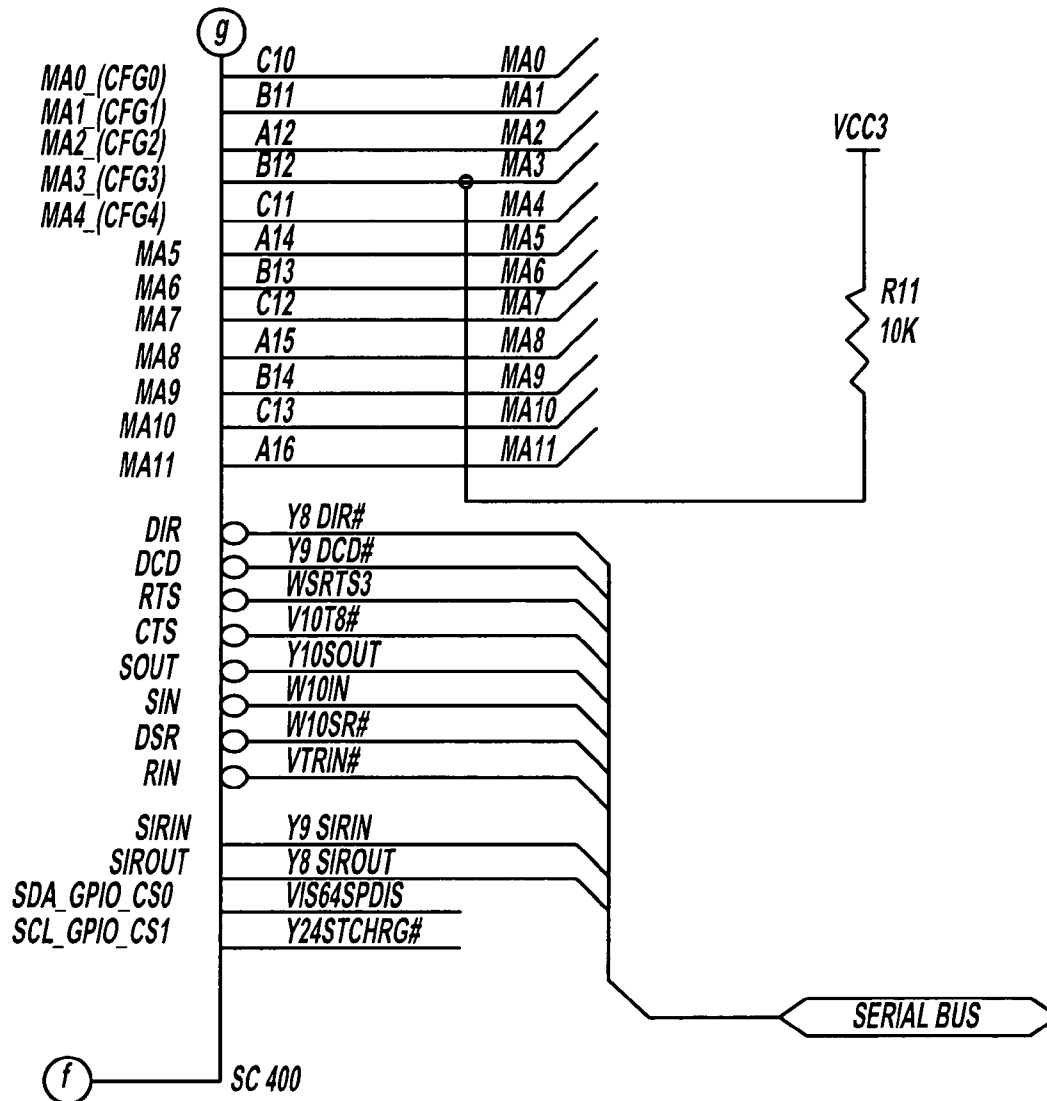 g
MA0_(CFG0) C10 MA0
MA1_(CFG1) B11 MA1
MA2_(CFG2) A12 MA2
MA3_(CFG3) B12 MA3
MA4_(CFG4) C11 MA4
MA5 A14 MA5
MA6 B13 MA6
MA7 C12 MA7
MA8 A15 MA8
MA9 B14 MA9
MA10 C13 MA10
MA11 A16 MA11
VCC3
R11
10K
DIR Y8 DIR#
DCD Y9 DCD#
RTS WSRTS3
CTS V10T8#
SOUT Y10SOUT
SIN W10IN
DSR W10SR#
RIN VTRIN#
SIRIN Y9 SIRIN
SIROUT Y8 SIROUT
SDA_GPIO_CS0 VIS64SPDIS
SCL_GPIO_CS1 Y24STCHRG#
SERIAL BUS
f SC 400